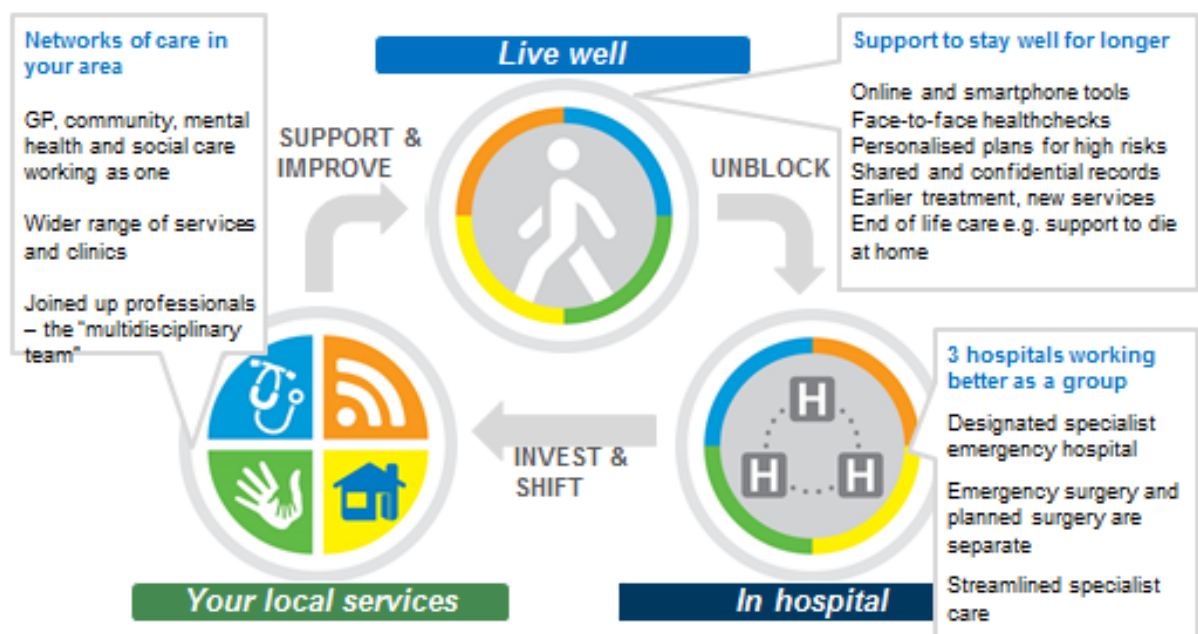 Networks of care in
your area
GP, community, mental
health and social care
working as one
Wider range of services
and clinics
Joined up professionals
– the "multidisciplinary
team"
Live well
SUPPORT &
IMPROVE
UNBLOCK
Support to stay well for longer
Online and smartphone tools
Face-to-face healthchecks
Personalised plans for high risks
Shared and confidential records
Earlier treatment, new services
End of life care e.g. support to die
at home
INVEST &
SHIFT
H
H
H
3 hospitals working
better as a group
Designated specialist
emergency hospital
Emergency surgery and
planned surgery are
separate
Streamlined specialist
care
Your local services
In hospital